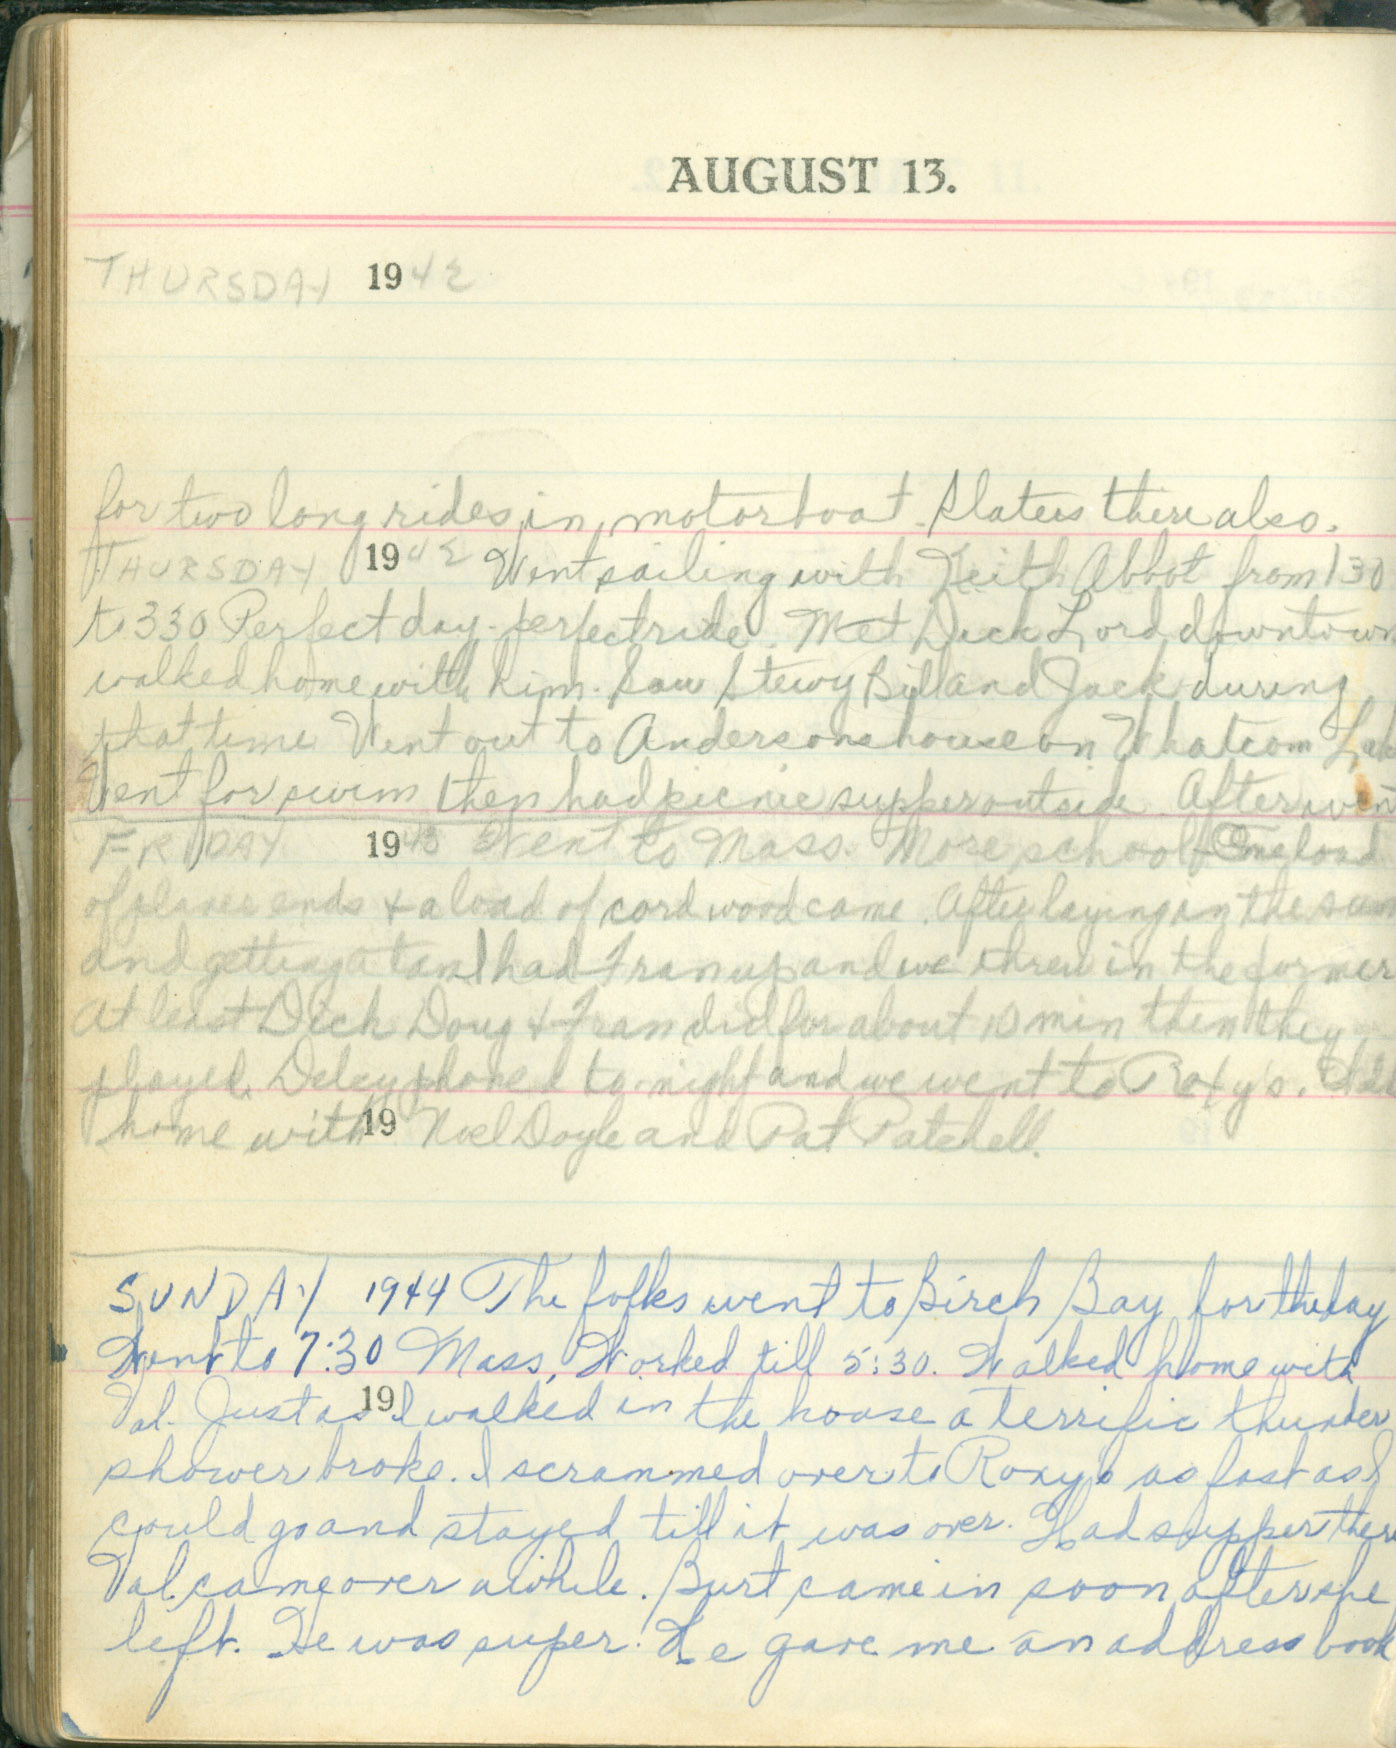 AUGUST 13.
THURSDAY 1942
for two long rides in motorboat. Slaters there also.
THURSDAY 1942 Went sailing with Keith Abbot from 130
to 330 Perfect day - perfect ride. Met Dick Lord downtown
walked home with him. Saw Stewy Bill and Jack during
that time Went out to Andersons house on Whatcom Lake
Went for swim then had picnic supper outside. After went
FRIDAY 1943 Went to Mass. More school One load
of planer ends & a load of cord wood came. After laying in the sun
and getting a tan I had Fran up and we threw in the former
At least Dick Doug & Fran did for about 10 min then they
played. Delcy phoned to-night and we went to Roxy's.
home with 19 Noel Doyle and Pat Patchell.
SUNDAY 1944 The folks went to Birch Bay for the day
Went to 7:30 Mass, Worked till 5:30. Walked home with
Val. Just as 19 I walked in the house a terrific thunder
shower broke. I scrammed over to Roxy's as fast as I
could go and stayed till it was over. Had supper there
Val came over awhile. Burt came in soon after she
left. He was super. He gave me an address book